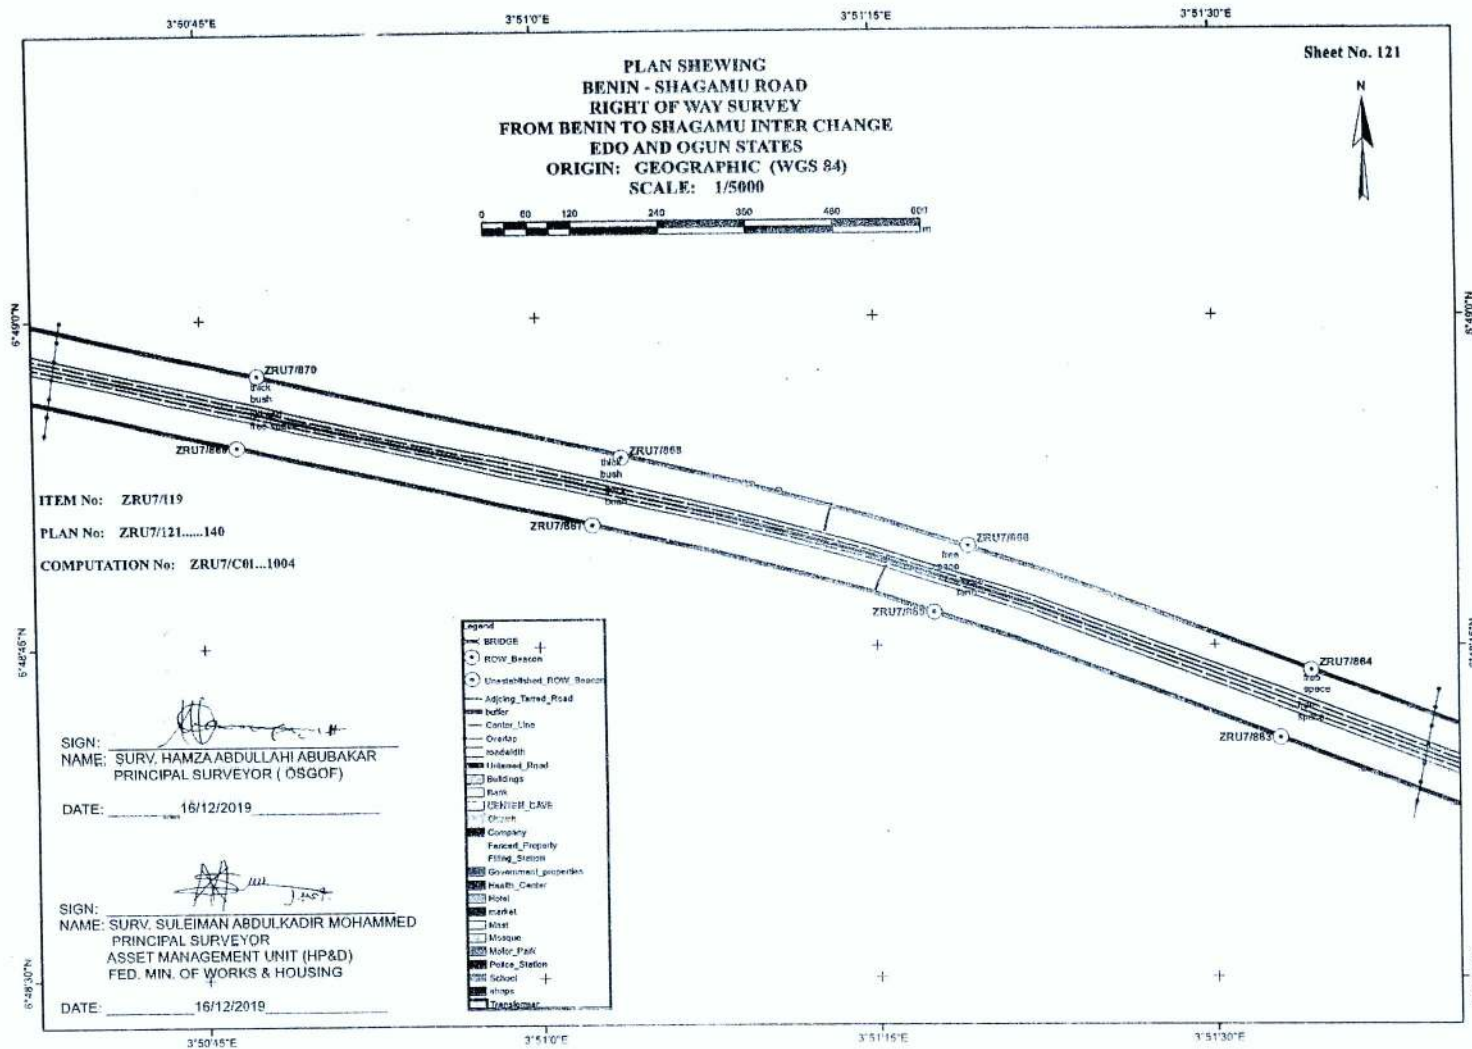 3°50'45"E
3°51'0"E
3°51'15"E
3°51'30"E
Sheet No. 121
PLAN SHEWING
BENIN - SHAGAMU ROAD
RIGHT OF WAY SURVEY
FROM BENIN TO SHAGAMU INTER CHANGE
EDO AND OGUN STATES
ORIGIN: GEOGRAPHIC (WGS 84)
SCALE: 1/5000
N
0 60 120 240 360 480 600
m
6°49'0"N
6°49'0"N
ZRU7/870
thick
bush
ZRU7/868
thick
bush
bush
ZRU7/867
ZRU7/866
free
space
ZRU7/865
ZRU7/864
free
space
space
ZRU7/863
ITEM No: ZRU7/119
PLAN No: ZRU7/121......140
COMPUTATION No: ZRU7/C01...1004
6°48'45"N
Legend
BRIDGE
ROW_Beacon
Unestablished_ROW_Beacon
Adjoing_Tarred_Road
buffer
Center_Line
Overlap
roadwidth
Untarred_Road
Buildings
Bank
CENTER_CAVE
Church
Company
Fenced_Property
Filling_Station
Government_properties
Health_Center
Hotel
market
Mast
Mosque
Motor_Park
Police_Station
School
shops
Transformer
SIGN:
NAME: SURV. HAMZA ABDULLAHI ABUBAKAR
PRINCIPAL SURVEYOR ( OSGOF)
DATE: 16/12/2019
SIGN:
NAME: SURV. SULEIMAN ABDULKADIR MOHAMMED
PRINCIPAL SURVEYOR
ASSET MANAGEMENT UNIT (HP&D)
FED. MIN. OF WORKS & HOUSING
DATE: 16/12/2019
6°48'30"N
3°50'45"E
3°51'0"E
3°51'15"E
3°51'30"E